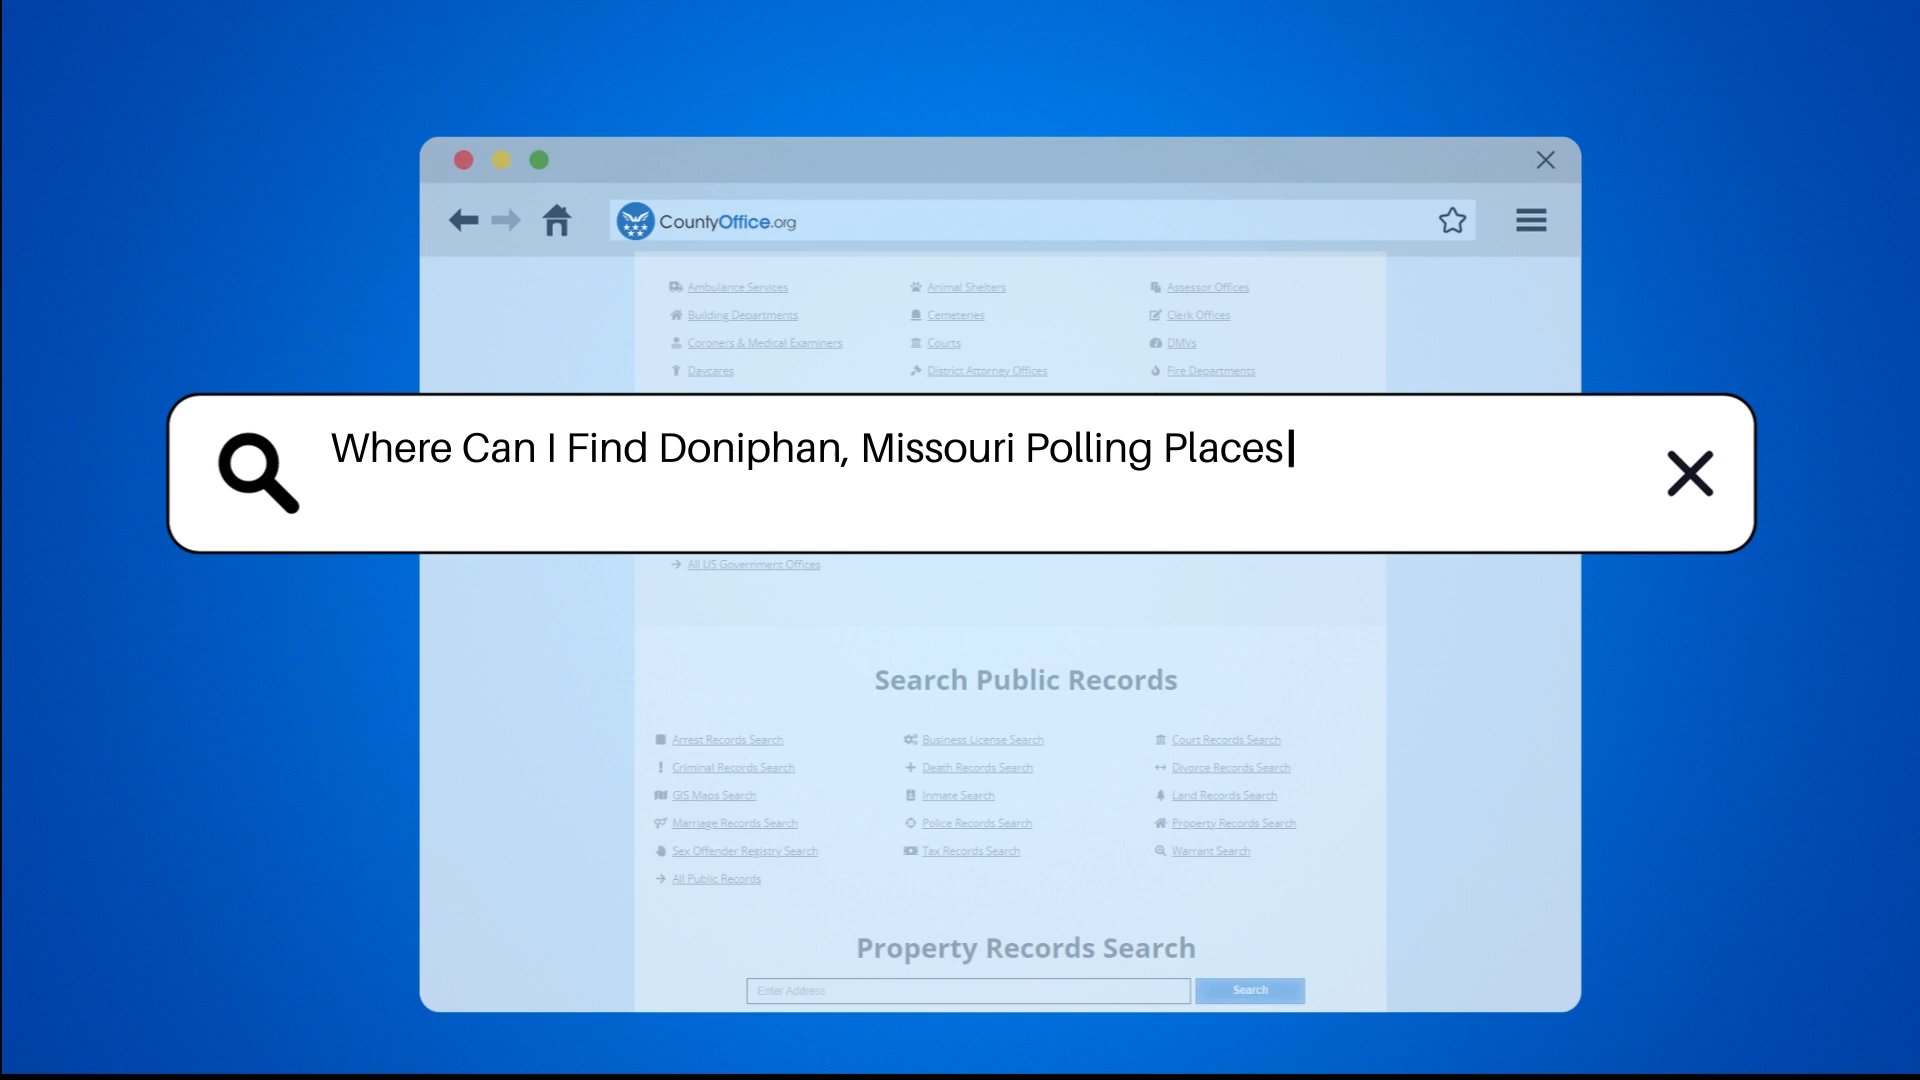 CountyOffice.org
Ambulance Services Animal Shelters Assessor Offices
Building Departments Cemeteries Clerk Offices
Coroners & Medical Examiners Courts DMVs
Daycares District Attorney Offices Fire Departments
Where Can I Find Doniphan, Missouri Polling Places
All US Government Offices
Search Public Records
Arrest Records Search Business License Search Court Records Search
Criminal Records Search Death Records Search Divorce Records Search
GIS Maps Search Inmate Search Land Records Search
Marriage Records Search Police Records Search Property Records Search
Sex Offender Registry Search Tax Records Search Warrant Search
All Public Records
Property Records Search
Enter Address Search